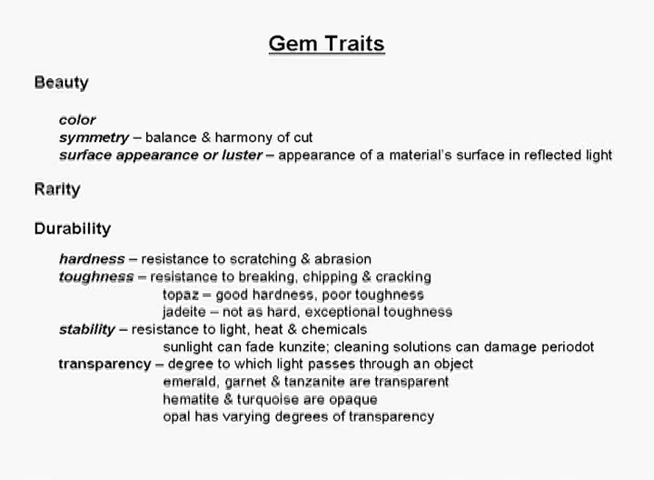 Gem Traits
Beauty
color
symmetry – balance & harmony of cut
surface appearance or luster – appearance of a material's surface in reflected light
Rarity
Durability
hardness – resistance to scratching & abrasion
toughness – resistance to breaking, chipping & cracking
topaz – good hardness, poor toughness
jadeite – not as hard, exceptional toughness
stability – resistance to light, heat & chemicals
sunlight can fade kunzite; cleaning solutions can damage periodot
transparency – degree to which light passes through an object
emerald, garnet & tanzanite are transparent
hematite & turquoise are opaque
opal has varying degrees of transparency